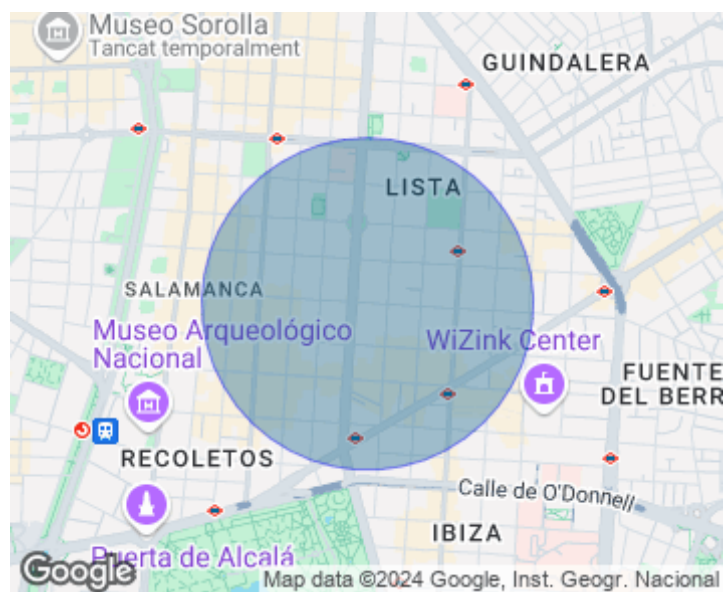 Museo Sorolla
Tancat temporalment
GUINDALERA
LISTA
SALAMANCA
Museo Arqueológico
Nacional
WiZink Center
FUENTE
DEL BERR
RECOLETOS
Calle de O'Donnell
IBIZA
Puerta de Alcalá
Google
Map data ©2024 Google, Inst. Geogr. Nacional